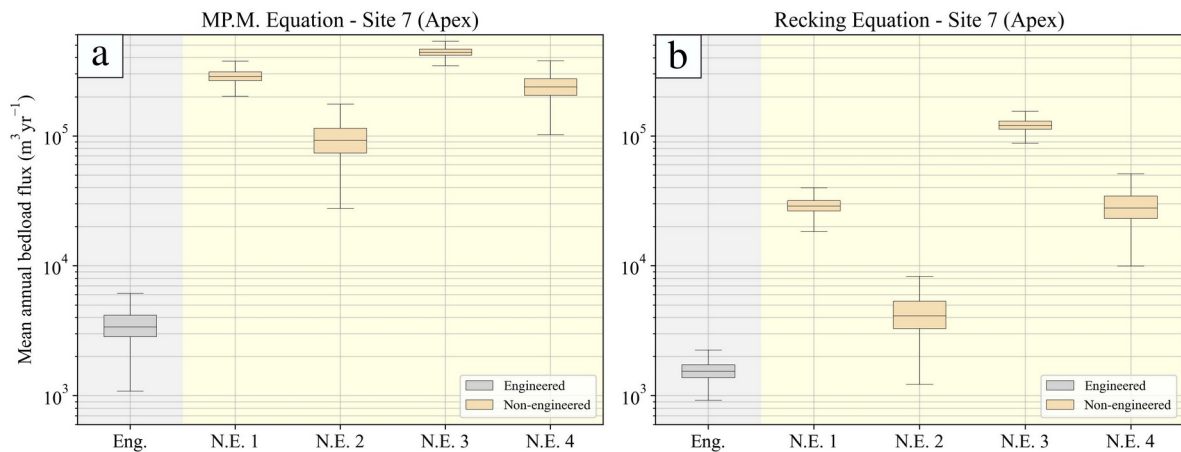 MP.M. Equation - Site 7 (Apex)
Recking Equation - Site 7 (Apex)
a
b
Mean annual bedload flux (m³ yr⁻¹)
10⁵
10⁴
10³
10⁵
10⁴
10³
Engineered
Non-engineered
Engineered
Non-engineered
Eng. N.E. 1 N.E. 2 N.E. 3 N.E. 4
Eng. N.E. 1 N.E. 2 N.E. 3 N.E. 4